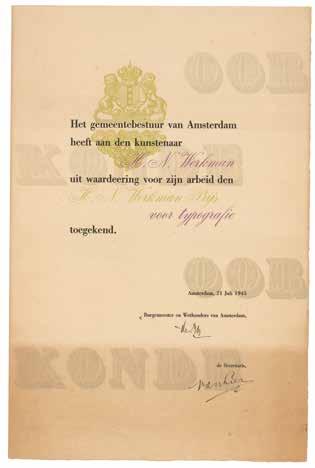 OOR
Het gemeentebestuur van Amsterdam
heeft aan den kunstenaar
H. N. Werkman
uit waardeering voor zijn arbeid den
H. N. Werkman Prijs
voor typografie
toegekend.
OOR
Amsterdam, 21 Juli 1945
Burgemeester en Wethouders van Amsterdam,
KONDE
de Secretaris,